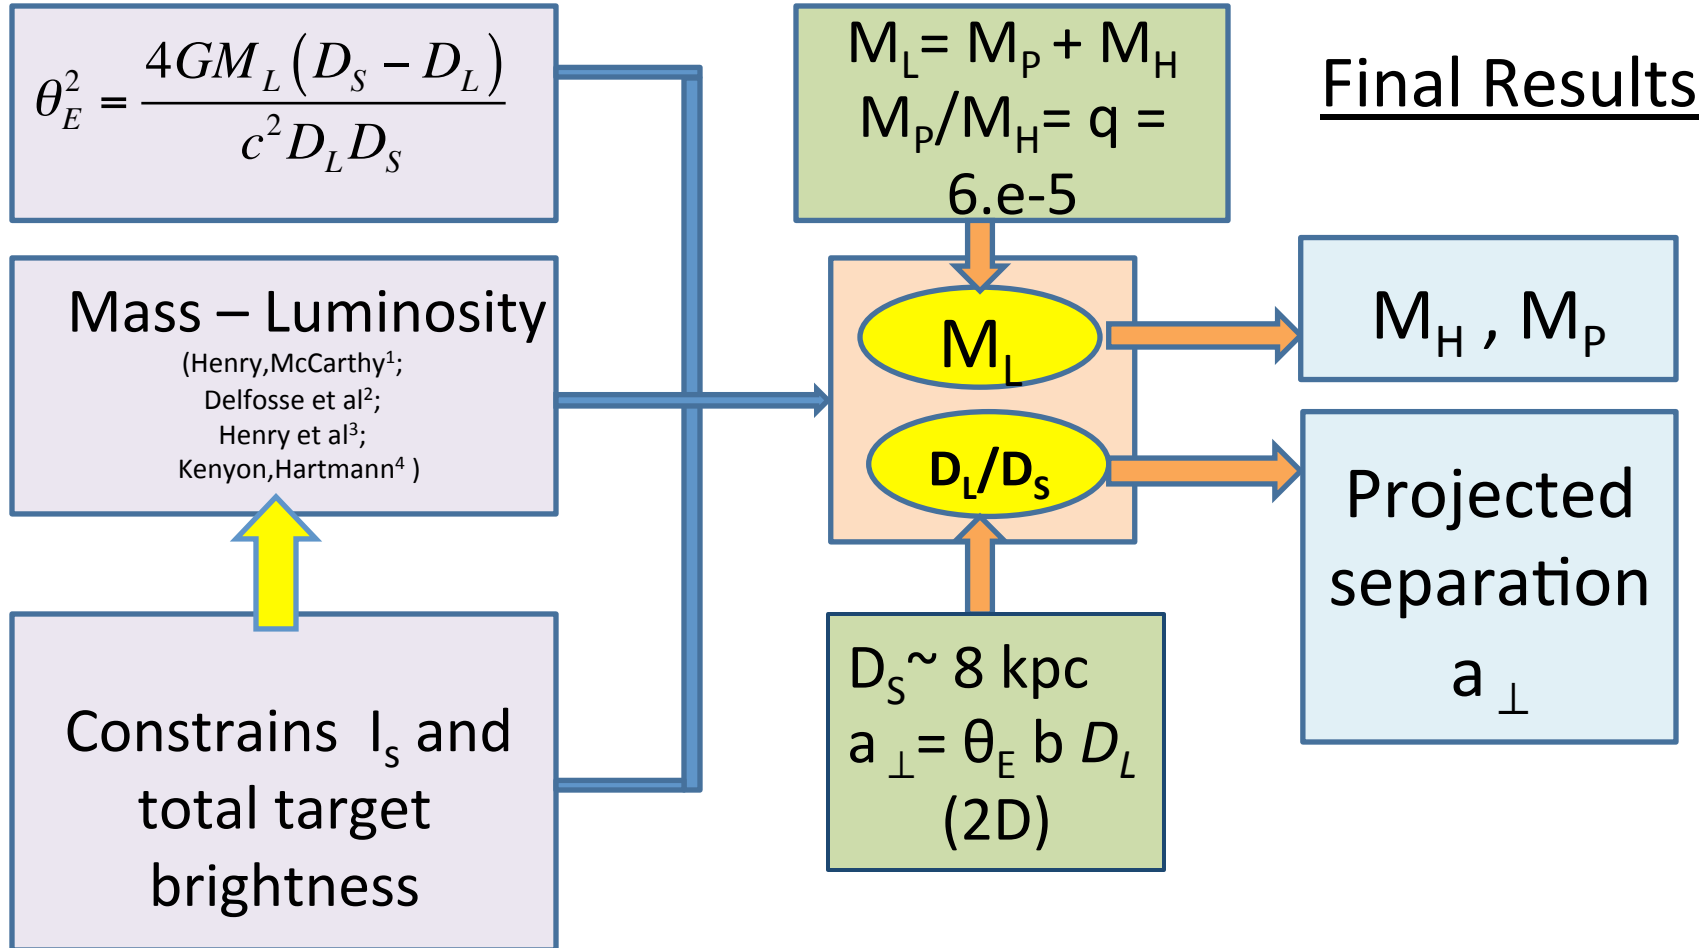 θ_E^2 = 4GM_L(D_S − D_L) / c^2 D_L D_S
Mass – Luminosity
(Henry,McCarthy¹;
Delfosse et al²;
Henry et al³;
Kenyon,Hartmann⁴ )
Constrains I_s and
total target
brightness
M_L= M_P + M_H
M_P/M_H= q =
6.e-5
M_L
D_L/D_S
D_S~ 8 kpc
a ⊥= θ_E b D_L
(2D)
Final Results
M_H , M_P
Projected
separation
a ⊥